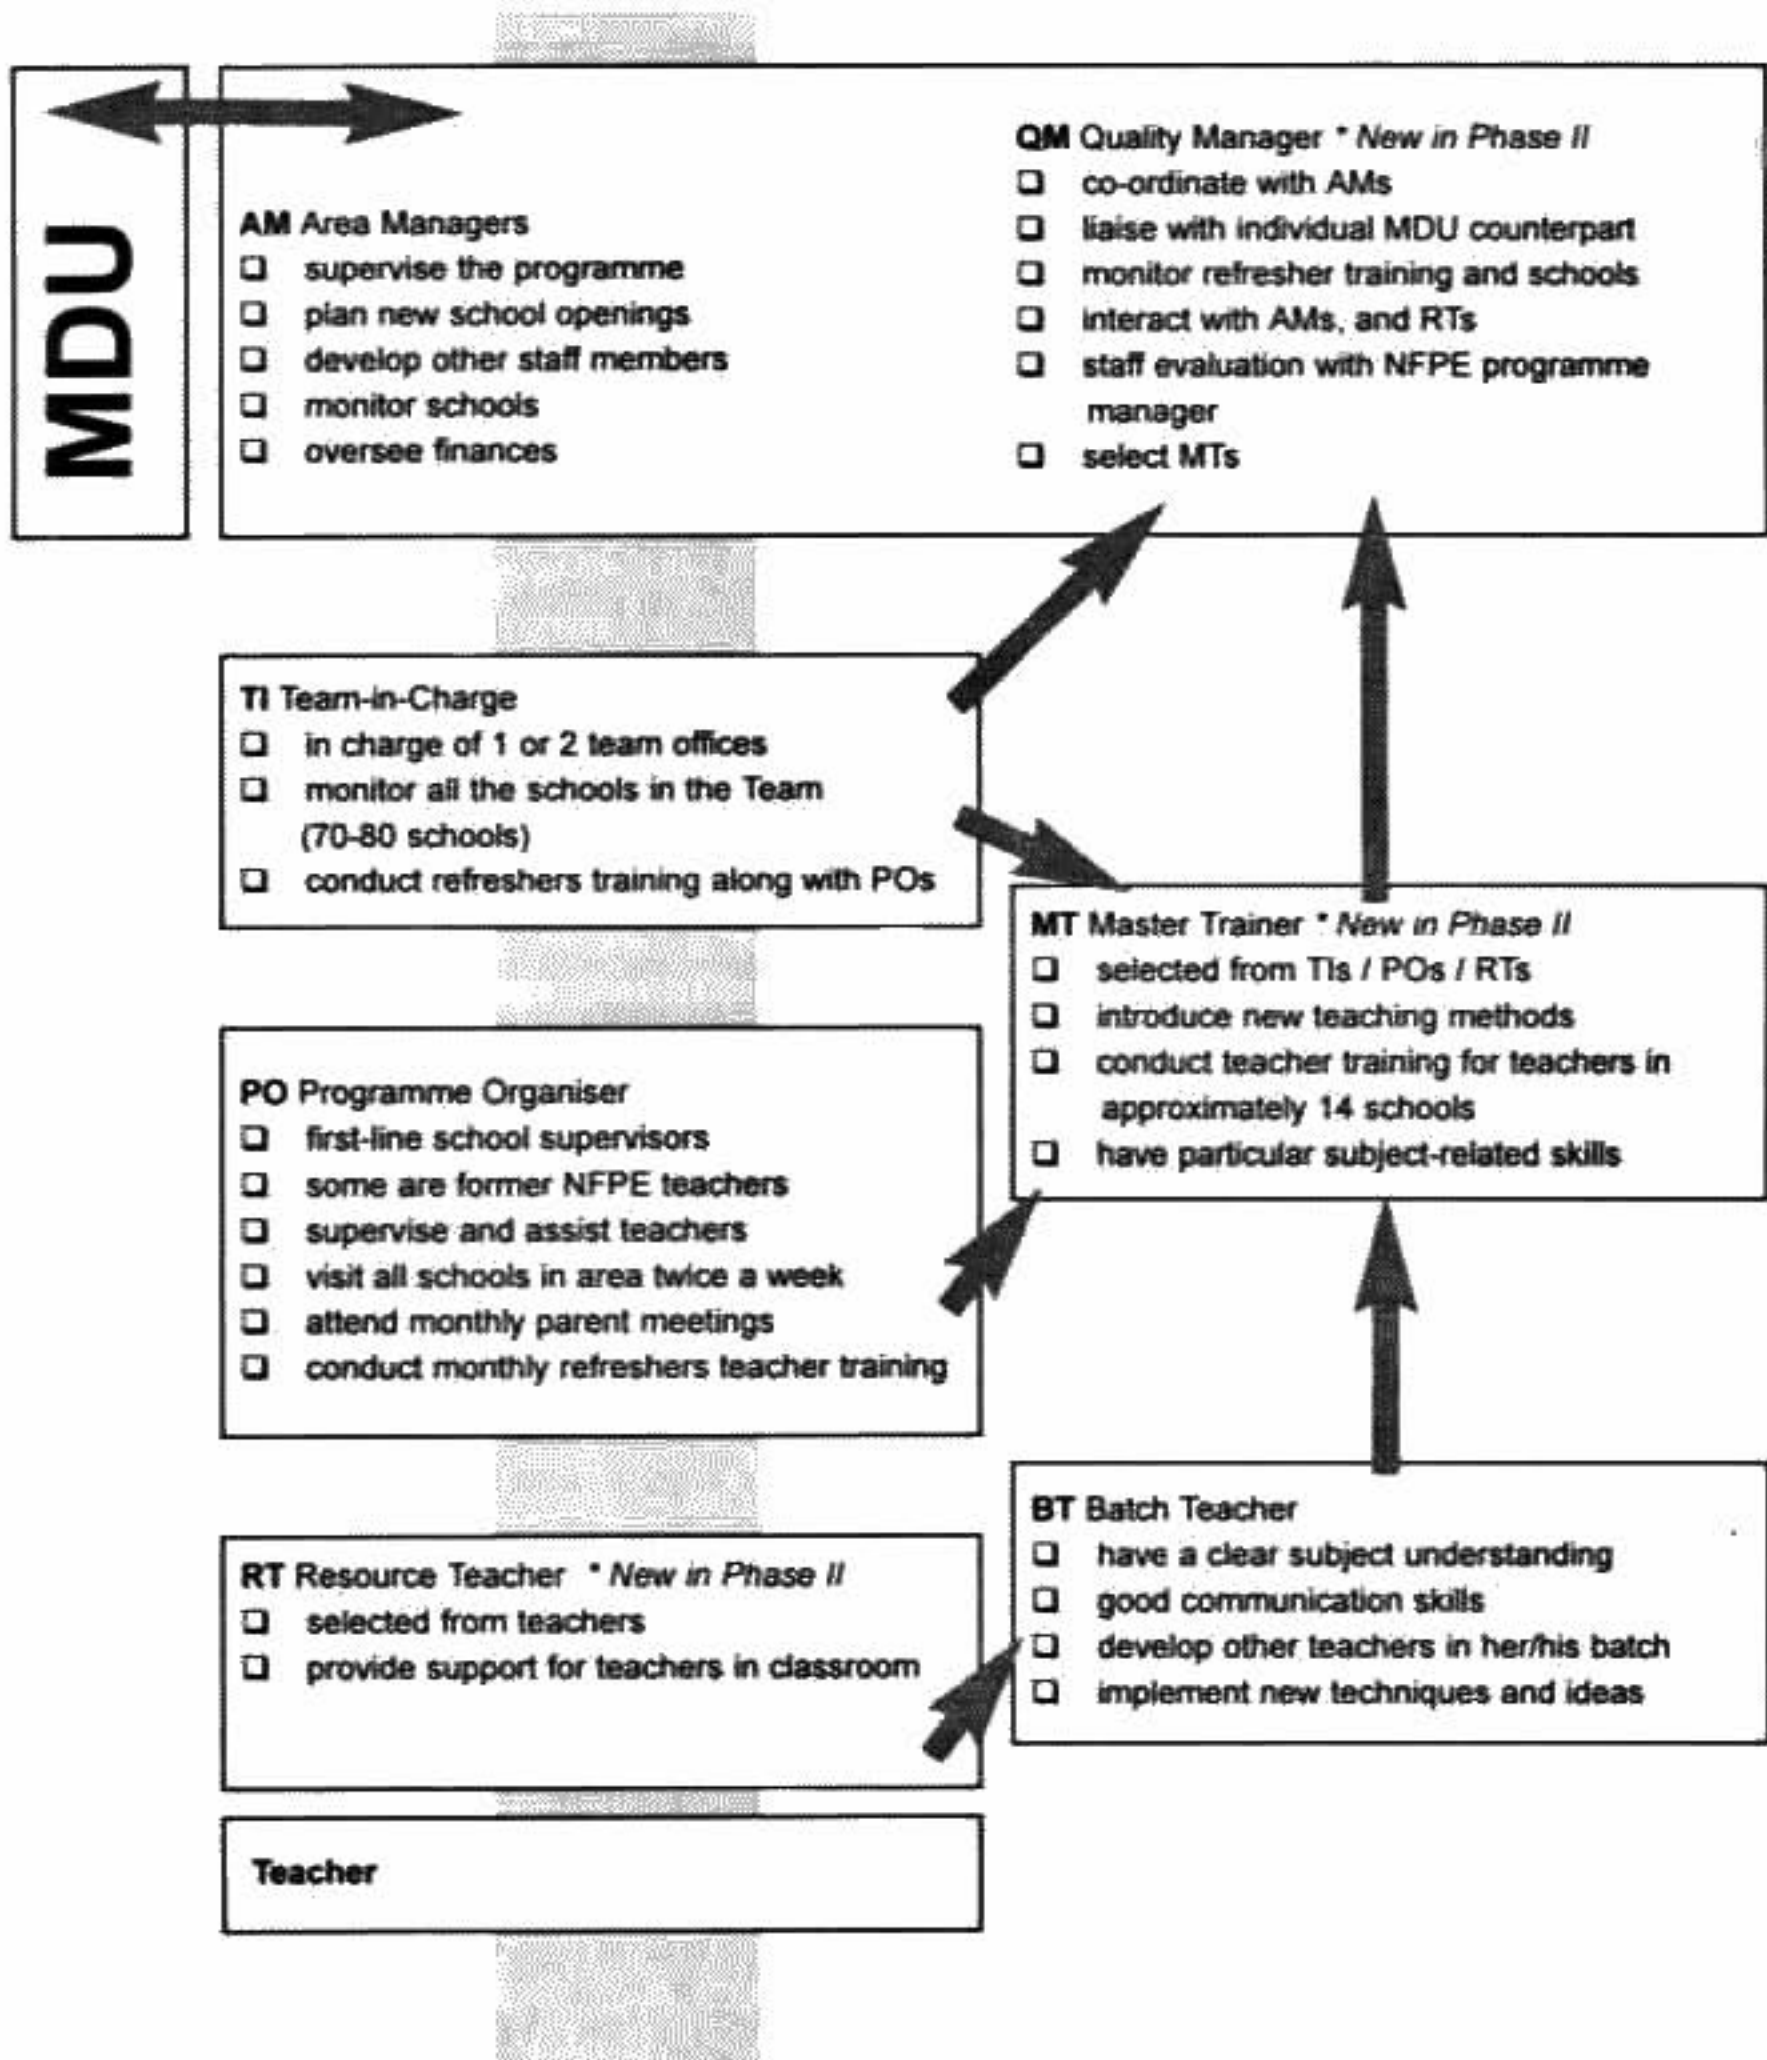 MDU
AM Area Managers
❑ supervise the programme
❑ plan new school openings
❑ develop other staff members
❑ monitor schools
❑ oversee finances
QM Quality Manager * New in Phase II
❑ co-ordinate with AMs
❑ liaise with individual MDU counterpart
❑ monitor refresher training and schools
❑ interact with AMs, and RTs
❑ staff evaluation with NFPE programme
manager
❑ select MTs
TI Team-in-Charge
❑ in charge of 1 or 2 team offices
❑ monitor all the schools in the Team
(70-80 schools)
❑ conduct refreshers training along with POs
MT Master Trainer * New in Phase II
❑ selected from TIs / POs / RTs
❑ introduce new teaching methods
❑ conduct teacher training for teachers in
approximately 14 schools
❑ have particular subject-related skills
PO Programme Organiser
❑ first-line school supervisors
❑ some are former NFPE teachers
❑ supervise and assist teachers
❑ visit all schools in area twice a week
❑ attend monthly parent meetings
❑ conduct monthly refreshers teacher training
BT Batch Teacher
❑ have a clear subject understanding
❑ good communication skills
❑ develop other teachers in her/his batch
❑ implement new techniques and ideas
RT Resource Teacher * New in Phase II
❑ selected from teachers
❑ provide support for teachers in classroom
Teacher